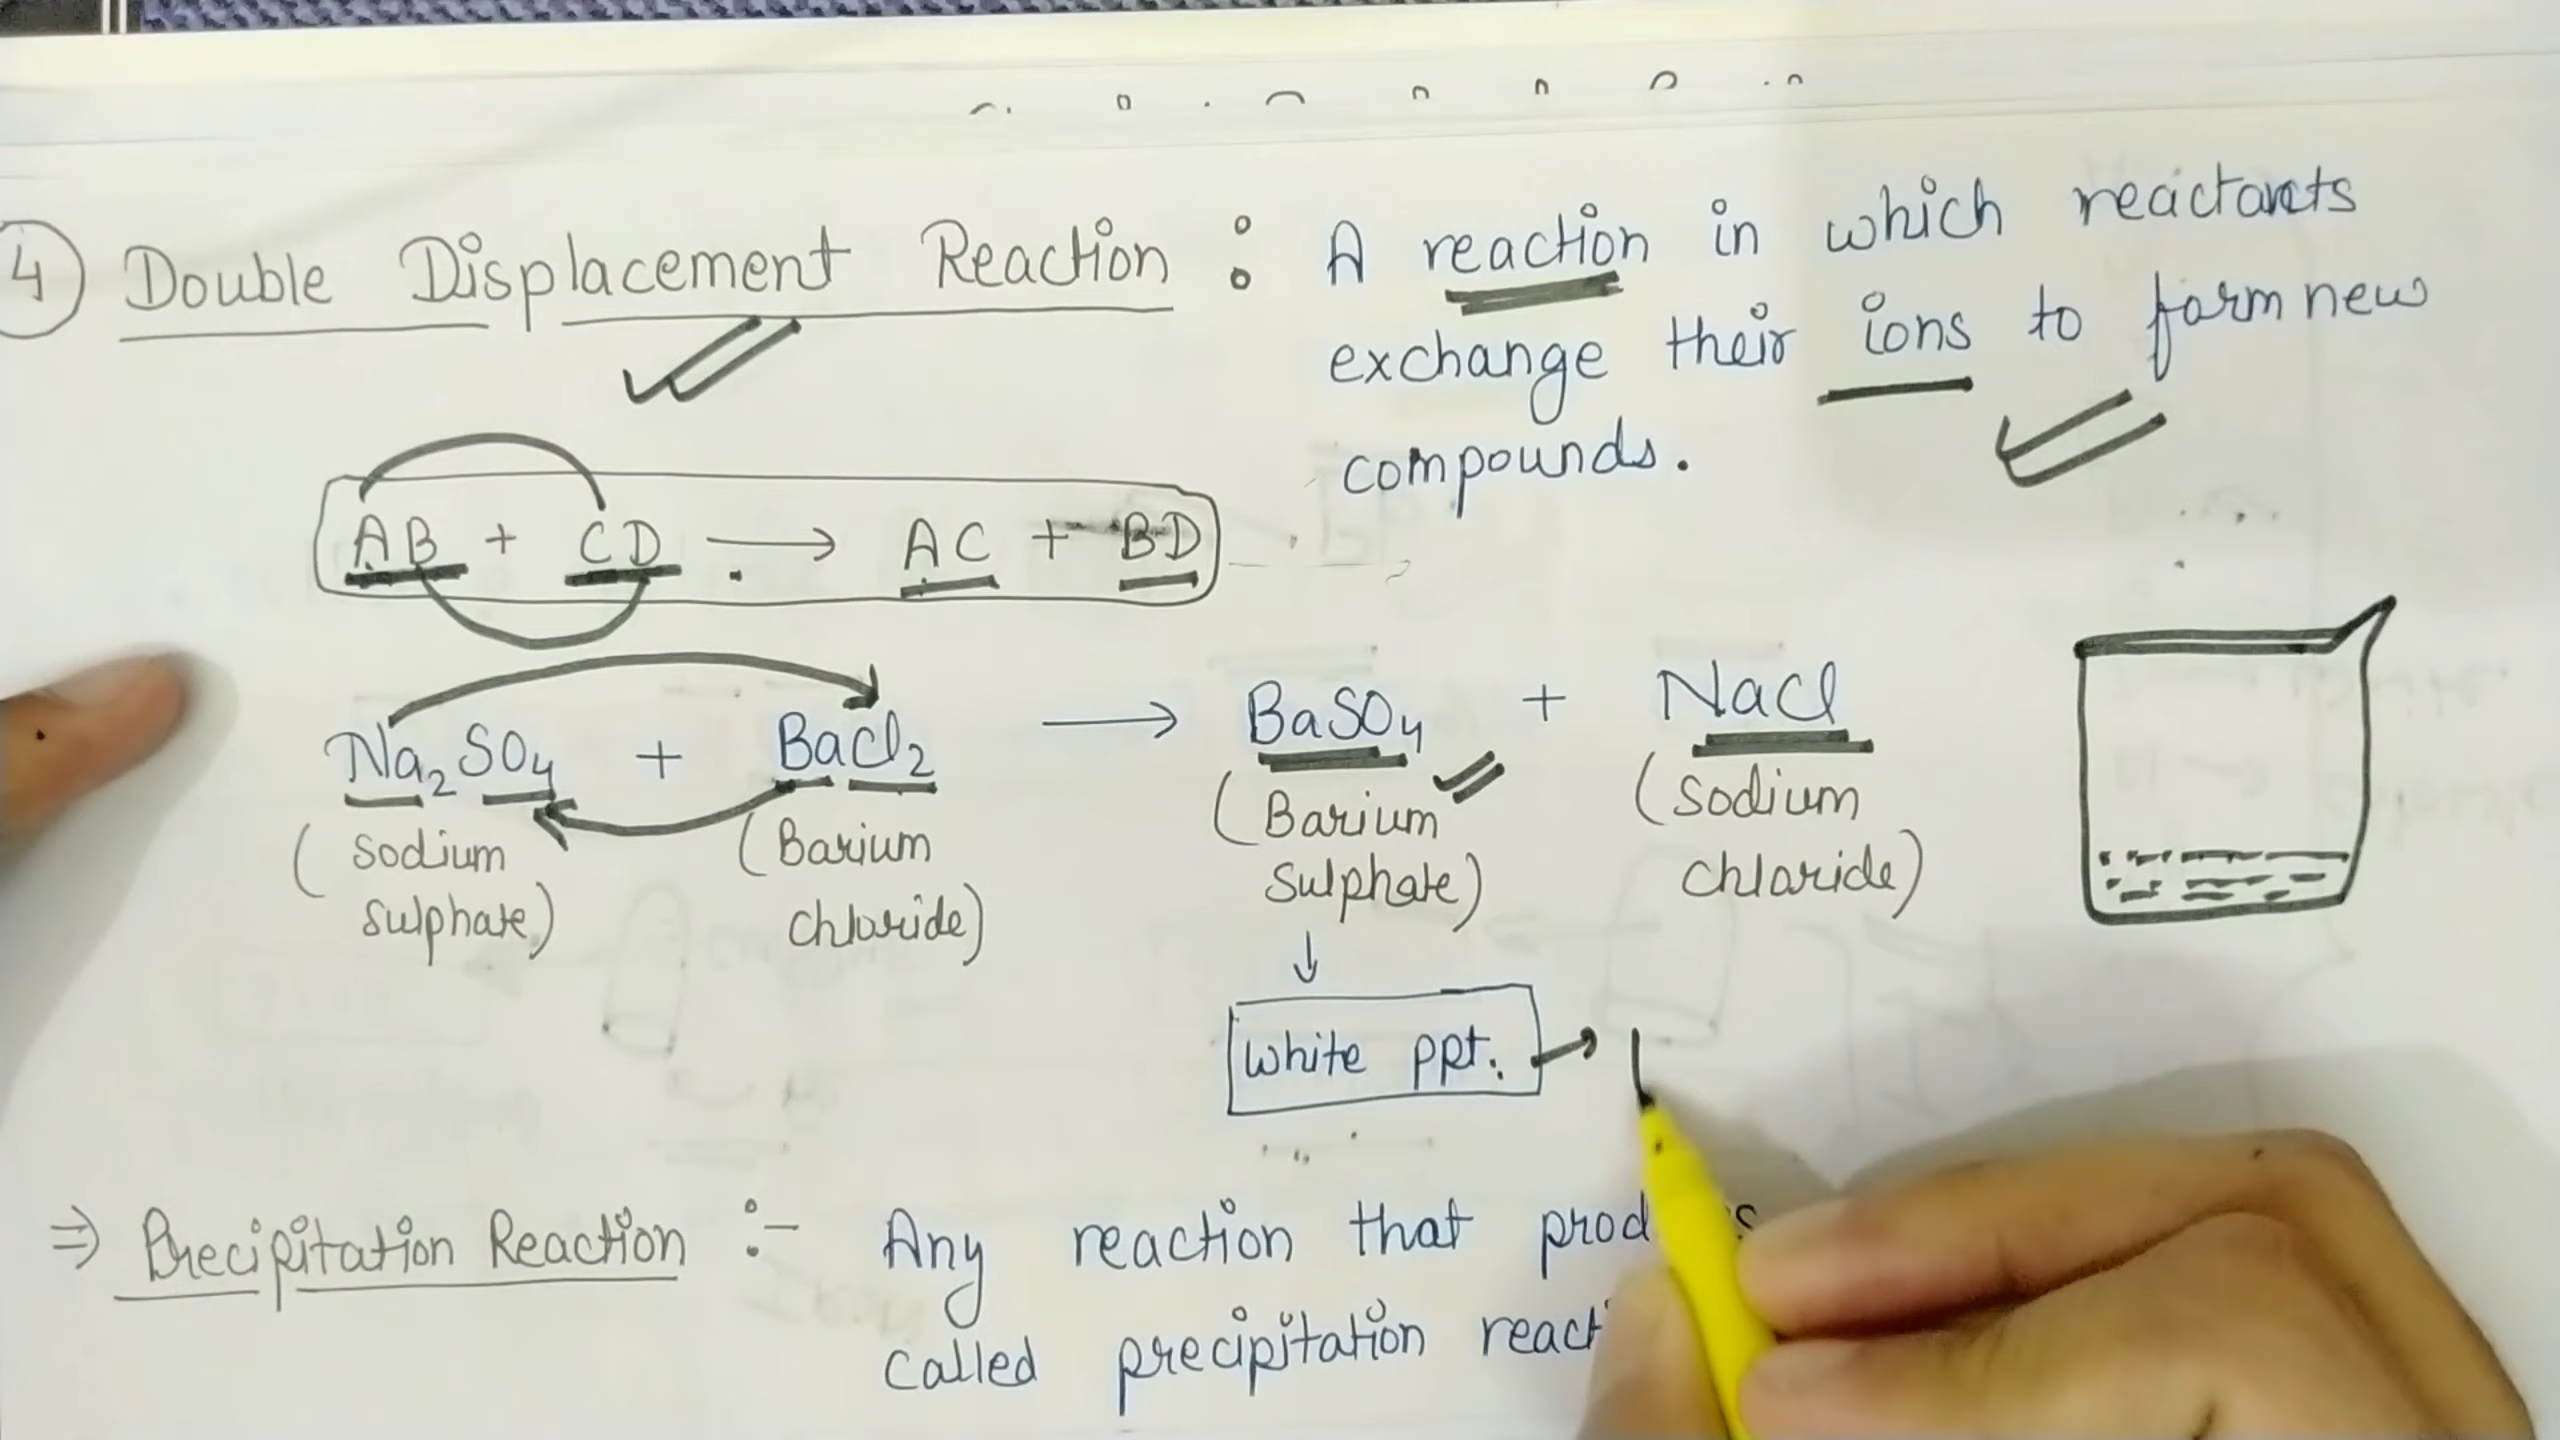 4 Double Displacement Reaction : A reaction in which reactants
exchange their ions to form new
compounds.
AB + CD → AC + BD
Na₂SO₄ + BaCl₂ → BaSO₄ + NaCl
(Sodium sulphate) (Barium chloride) (Barium sulphate) (Sodium chloride)
↓
white ppt. →
⇒ Precipitation Reaction :- Any reaction that
called precipitation